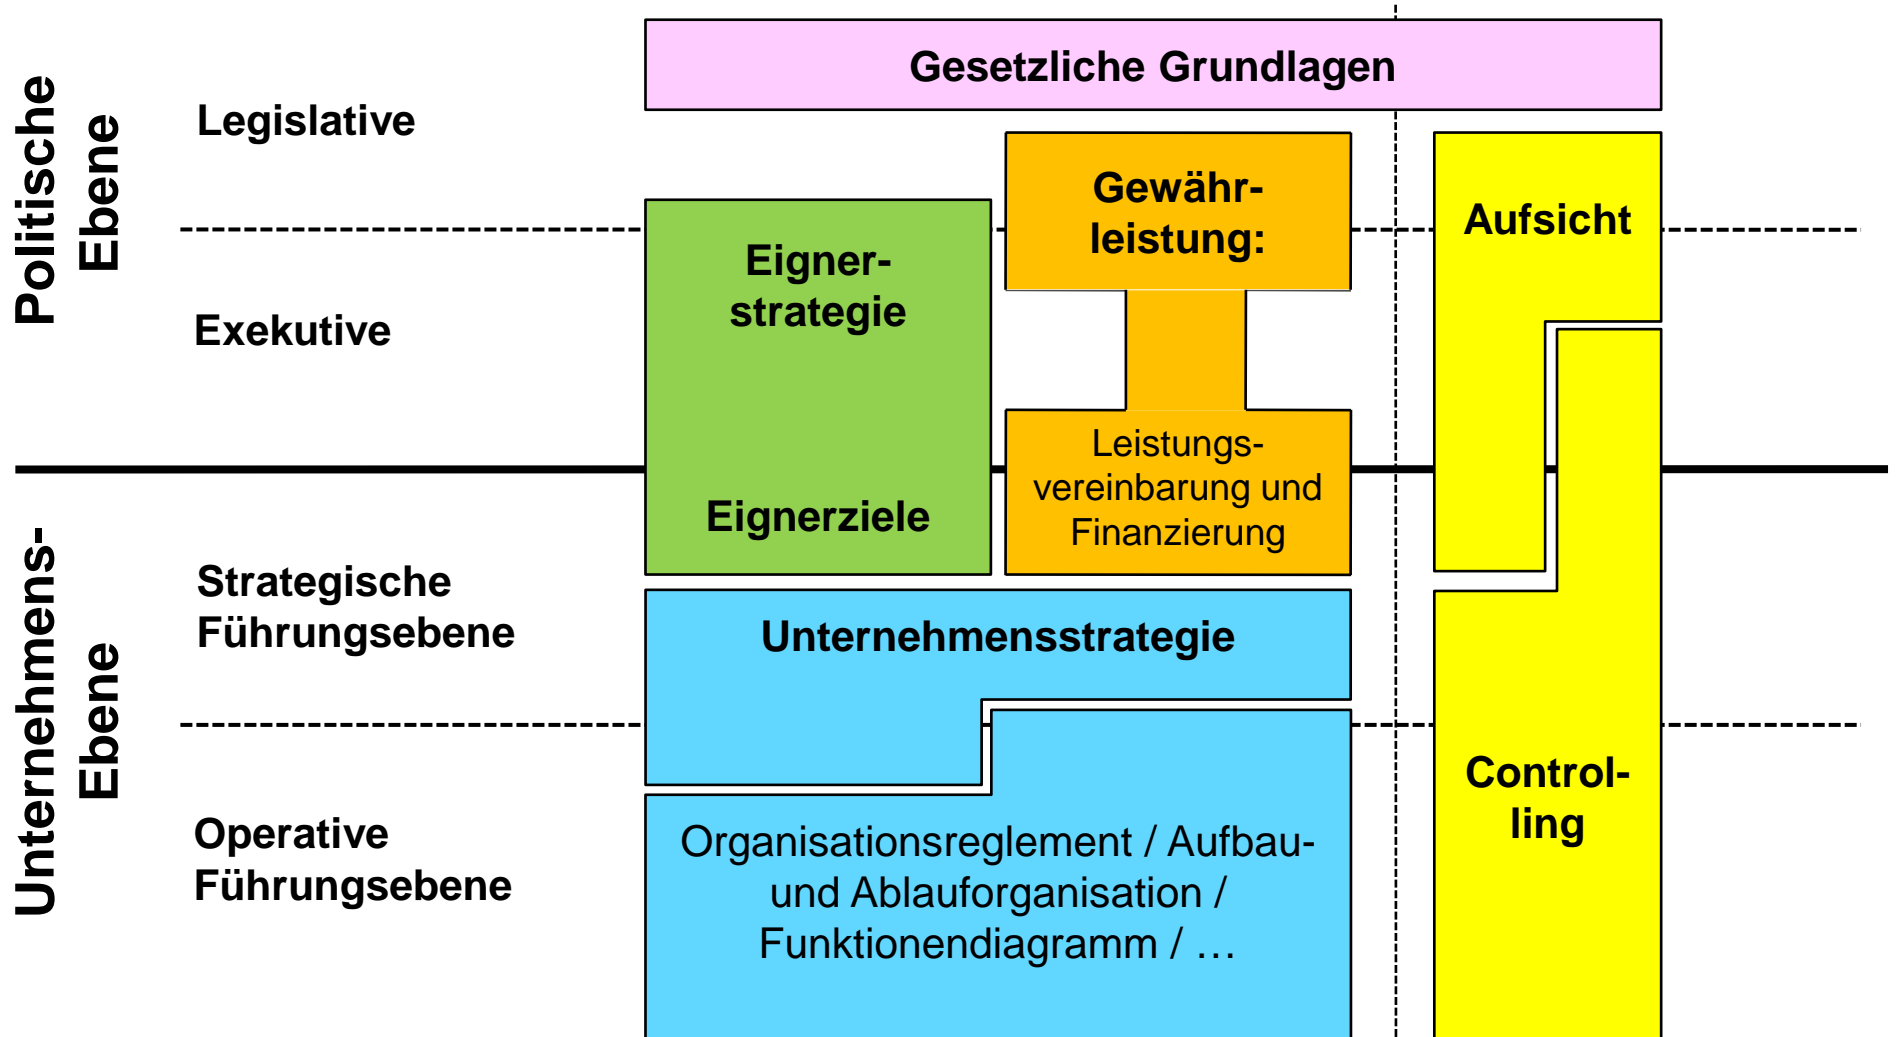 Politische
Ebene
Legislative
Exekutive
Gesetzliche Grundlagen
Eigner-
strategie
Eignerziele
Gewähr-
leistung:
Leistungs-
vereinbarung und
Finanzierung
Aufsicht
Unternehmens-
Ebene
Strategische
Führungsebene
Operative
Führungsebene
Unternehmensstrategie
Organisationsreglement / Aufbau-
und Ablauforganisation /
Funktionendiagramm / …
Control-
ling